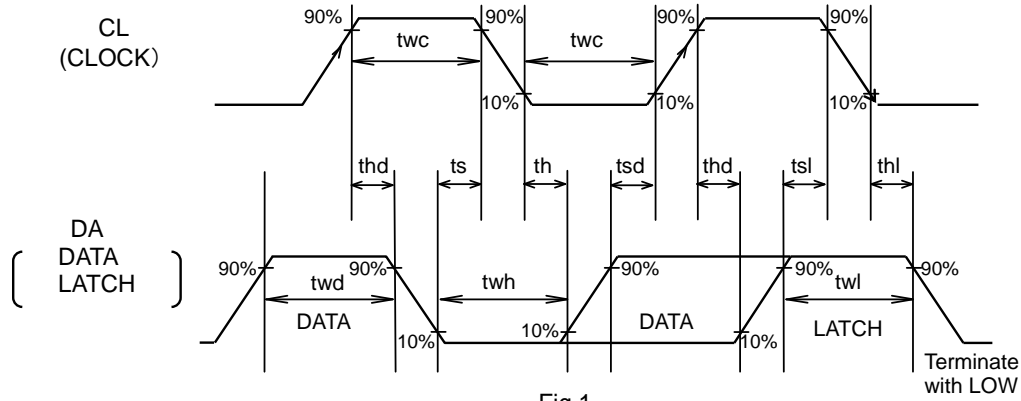 90% 90% 90% 90%
CL twc twc
(CLOCK)
10% 10% 10%
thd ts th tsd thd tsl thl
DA
DATA
LATCH
90% 90% 90% 90% 90%
twd twh twl
DATA DATA LATCH
10% 10% 10%
Terminate
with LOW
Fig.1